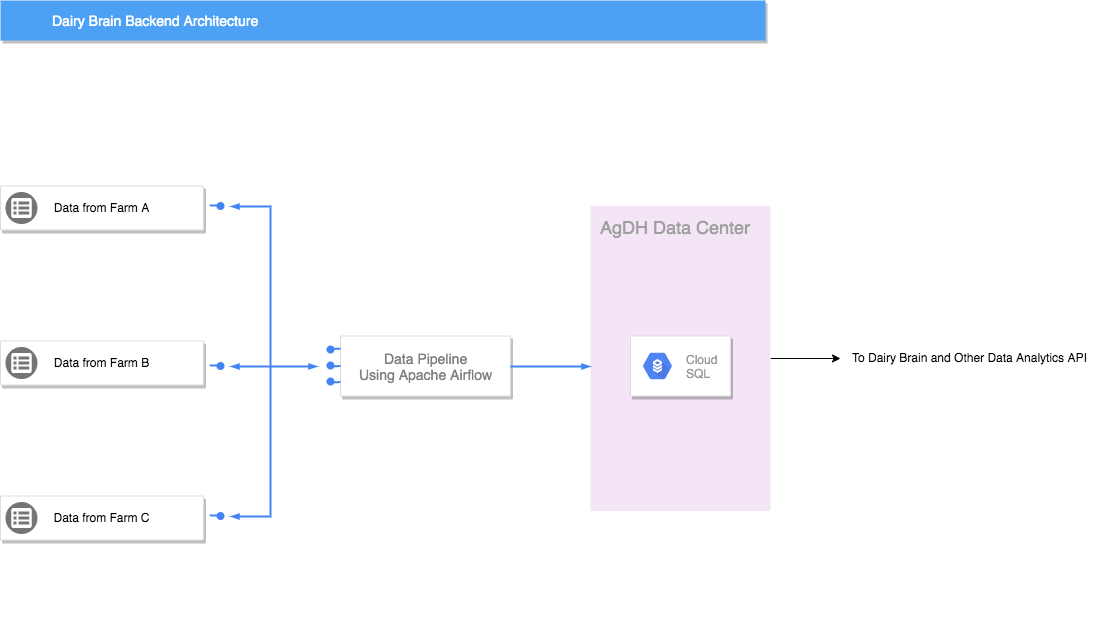 Dairy Brain Backend Architecture
Data from Farm A
AgDH Data Center
Data from Farm B
Data Pipeline
Using Apache Airflow
Cloud
SQL
To Dairy Brain and Other Data Analytics API
Data from Farm C